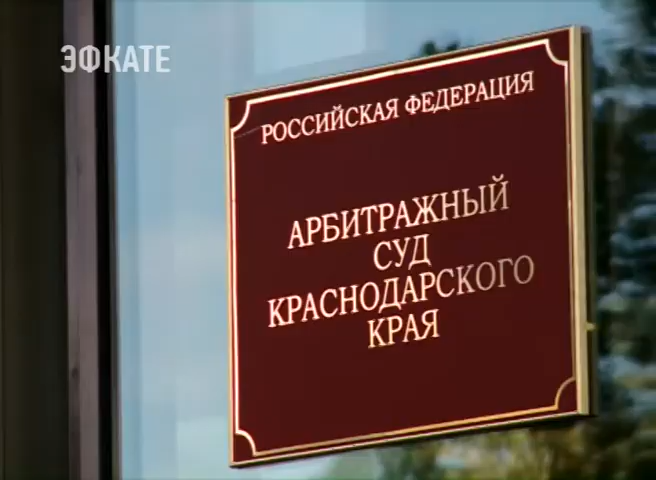 ЭФКАТЕ
РОССИЙСКАЯ ФЕДЕРАЦИЯ
АРБИТРАЖНЫЙ
СУД
КРАСНОДАРСКОГО
КРАЯ